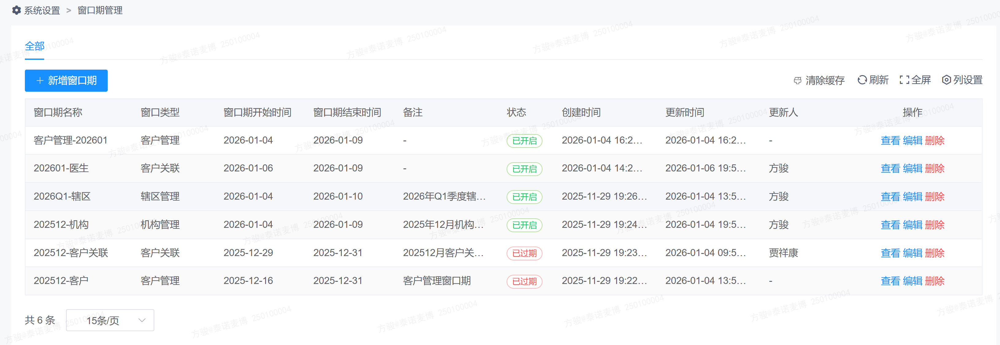 系统设置 > 窗口期管理
全部
+ 新增窗口期
清除缓存 刷新 全屏 列设置
窗口期名称 窗口类型 窗口期开始时间 窗口期结束时间 备注 状态 创建时间 更新时间 更新人 操作
客户管理-202601 客户管理 2026-01-04 2026-01-09 - 已开启 2026-01-04 16:2... 2026-01-04 16:2... - 查看 编辑 删除
202601-医生 客户关联 2026-01-06 2026-01-09 - 已开启 2026-01-04 14:2... 2026-01-06 19:5... 方骏 查看 编辑 删除
2026Q1-辖区 辖区管理 2026-01-04 2026-01-10 2026年Q1季度辖... 已开启 2025-11-29 19:26... 2026-01-04 13:5... 方骏 查看 编辑 删除
202512-机构 机构管理 2026-01-04 2026-01-09 2025年12月机构... 已开启 2025-11-29 19:24... 2026-01-04 19:5... 方骏 查看 编辑 删除
202512-客户关联 客户关联 2025-12-29 2025-12-31 202512月客户关... 已过期 2025-11-29 19:23... 2026-01-04 09:5... 贾祥康 查看 编辑 删除
202512-客户 客户管理 2025-12-16 2025-12-31 客户管理窗口期 已过期 2025-11-29 19:22... 2026-01-04 13:5... - 查看 编辑 删除
共 6 条 15条/页
方骏@泰诺麦博 250100004